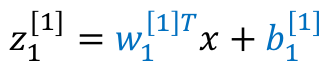 $z_1^{[1]} = w_1^{[1]T} x + b_1^{[1]}$